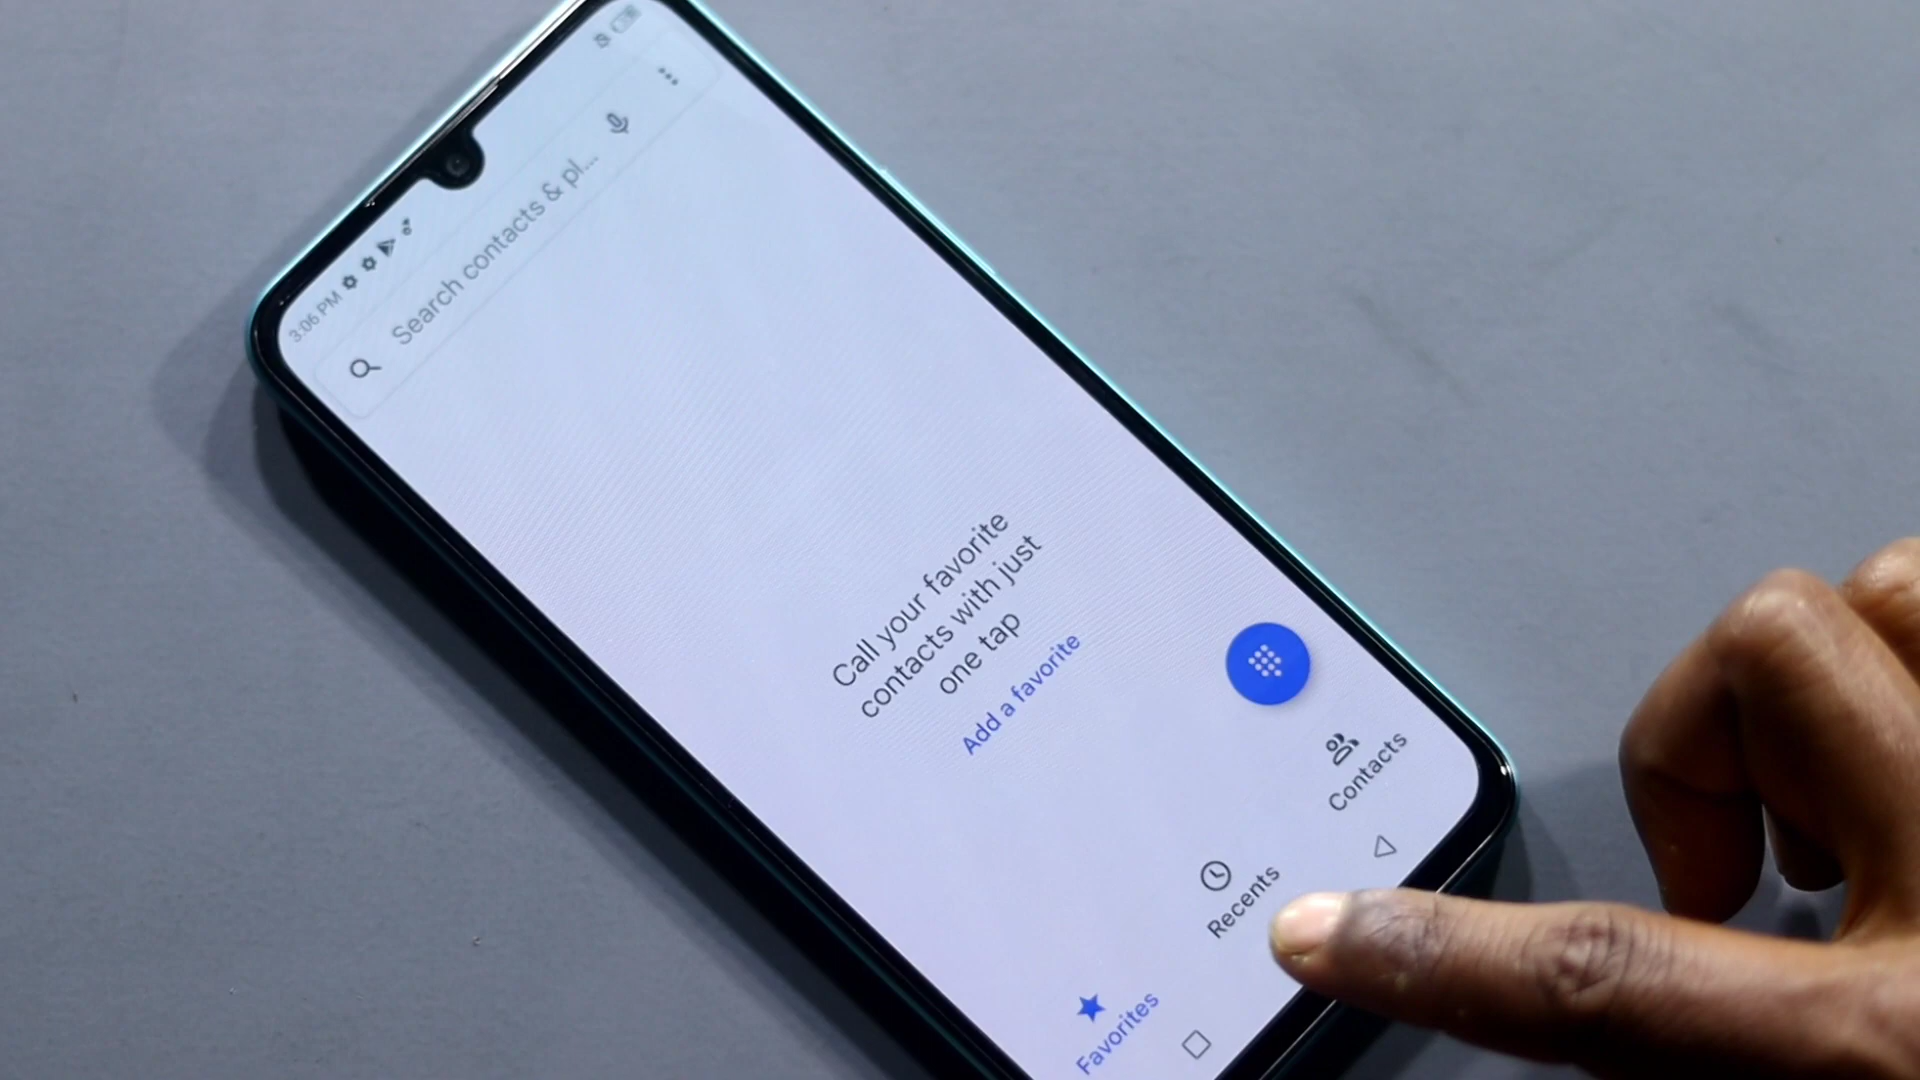 3:06 PM
Search contacts & pl...
Call your favorite
contacts with just
one tap
Add a favorite
Favorites
Recents
Contacts